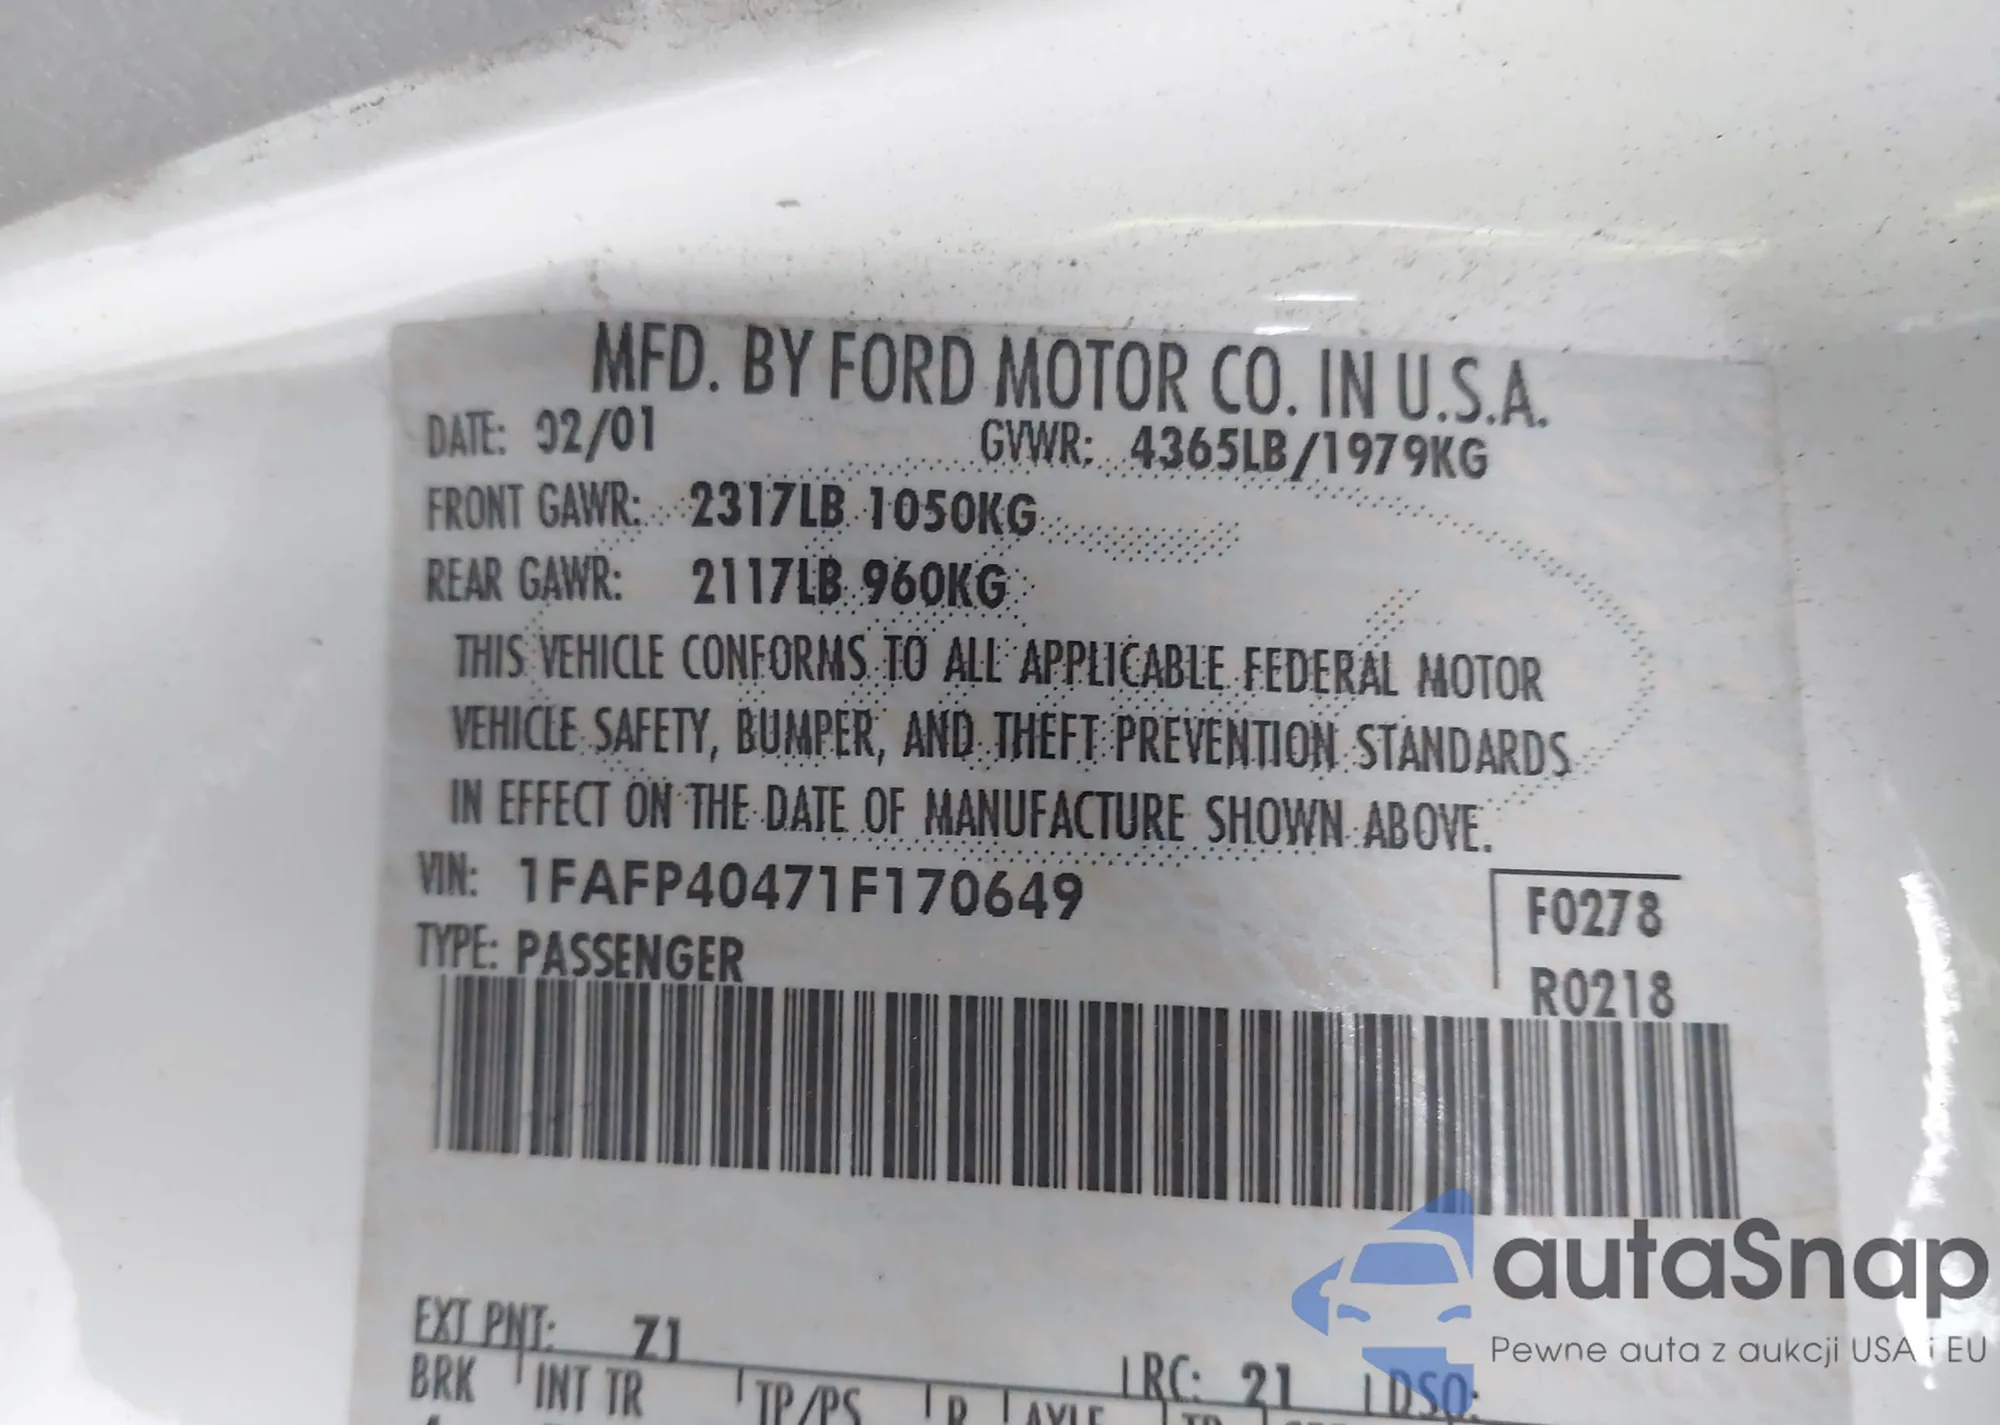 MFD. BY FORD MOTOR CO. IN U.S.A.
DATE: 02/01 GVWR: 4365LB/1979KG
FRONT GAWR: 2317LB 1050KG
REAR GAWR: 2117LB 960KG
THIS VEHICLE CONFORMS TO ALL APPLICABLE FEDERAL MOTOR
VEHICLE SAFETY, BUMPER, AND THEFT PREVENTION STANDARDS
IN EFFECT ON THE DATE OF MANUFACTURE SHOWN ABOVE.
VIN: 1FAFP40471F170649
F0278
TYPE: PASSENGER
R0218
EXT PNT: Z1
RC: 21 DSO:
BRK INT TR TP/PS R AXLE TR
autaSnap
Pewne auta z aukcji USA i EU